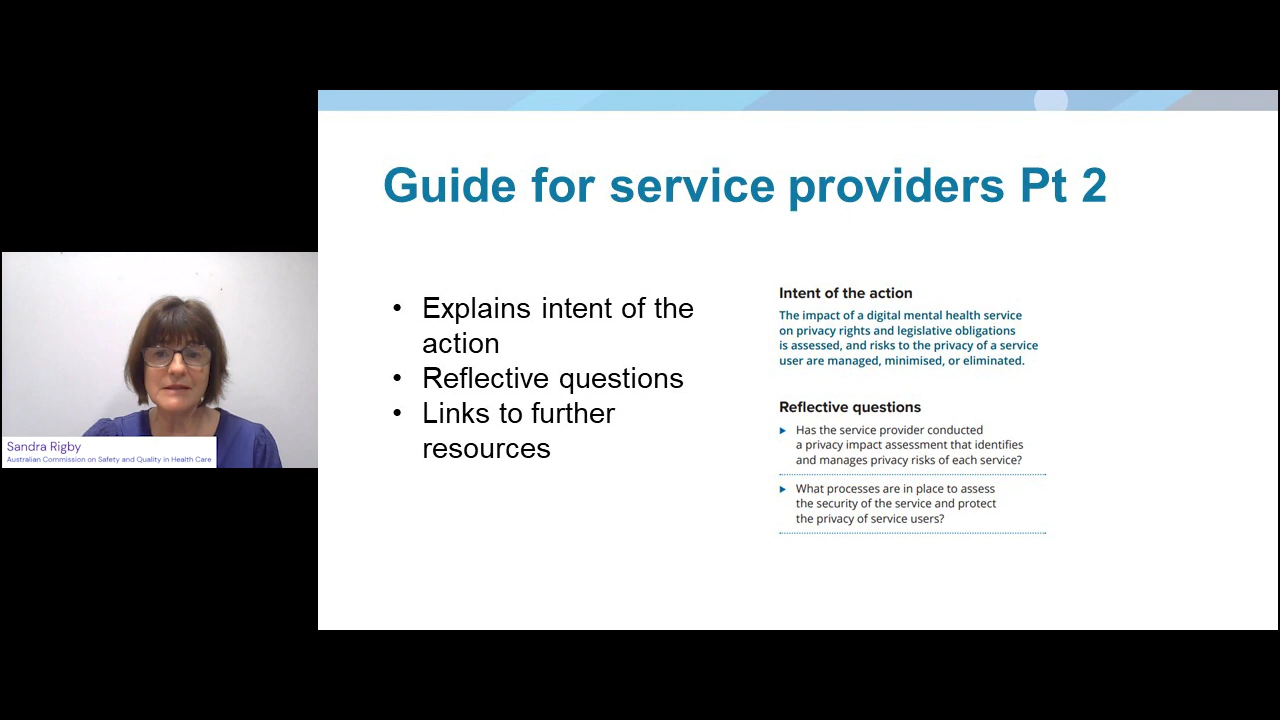 Guide for service providers Pt 2
• Explains intent of the
action
• Reflective questions
• Links to further
resources
Intent of the action
The impact of a digital mental health service
on privacy rights and legislative obligations
is assessed, and risks to the privacy of a service
user are managed, minimised, or eliminated.
Reflective questions
Has the service provider conducted
a privacy impact assessment that identifies
and manages privacy risks of each service?
What processes are in place to assess
the security of the service and protect
the privacy of service users?
Sandra Rigby
Australian Commission on Safety and Quality in Health Care